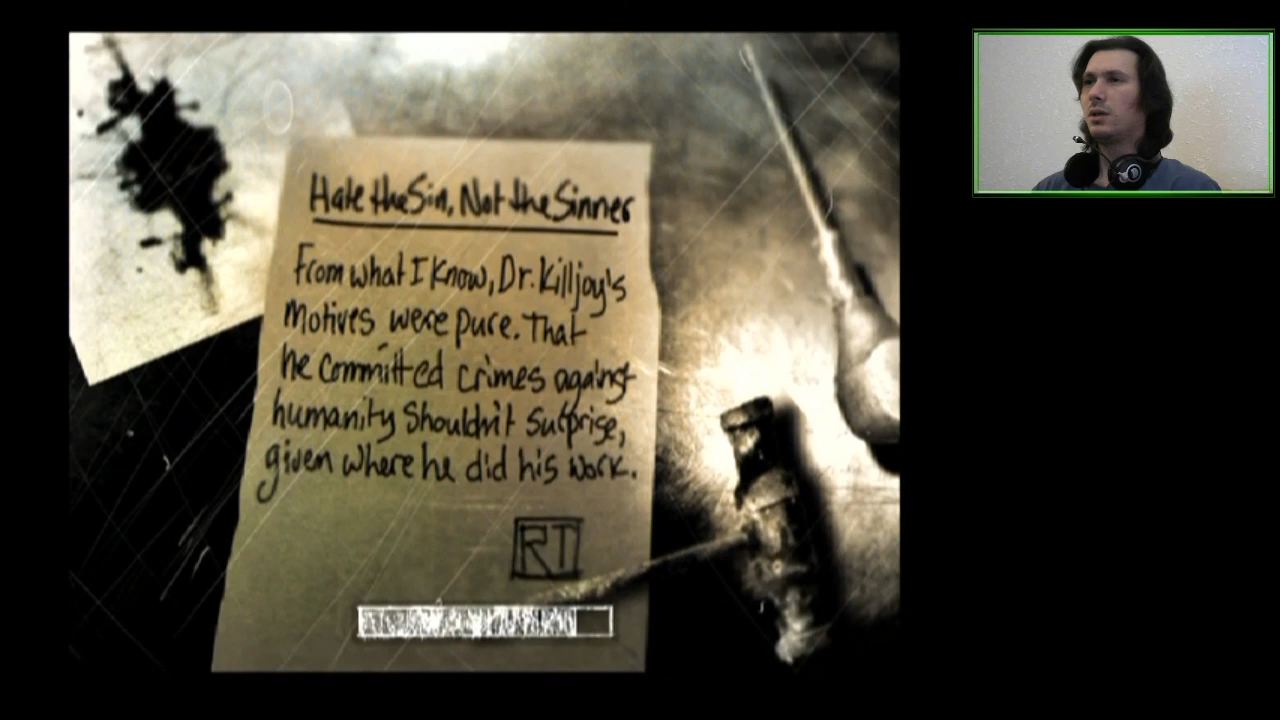 Hate the Sin, Not the Sinner
From what I Know, Dr. Killjoy's
Motives were pure. That
he committed crimes against
humanity Shouldn't Surprise,
given where he did his work.
RT